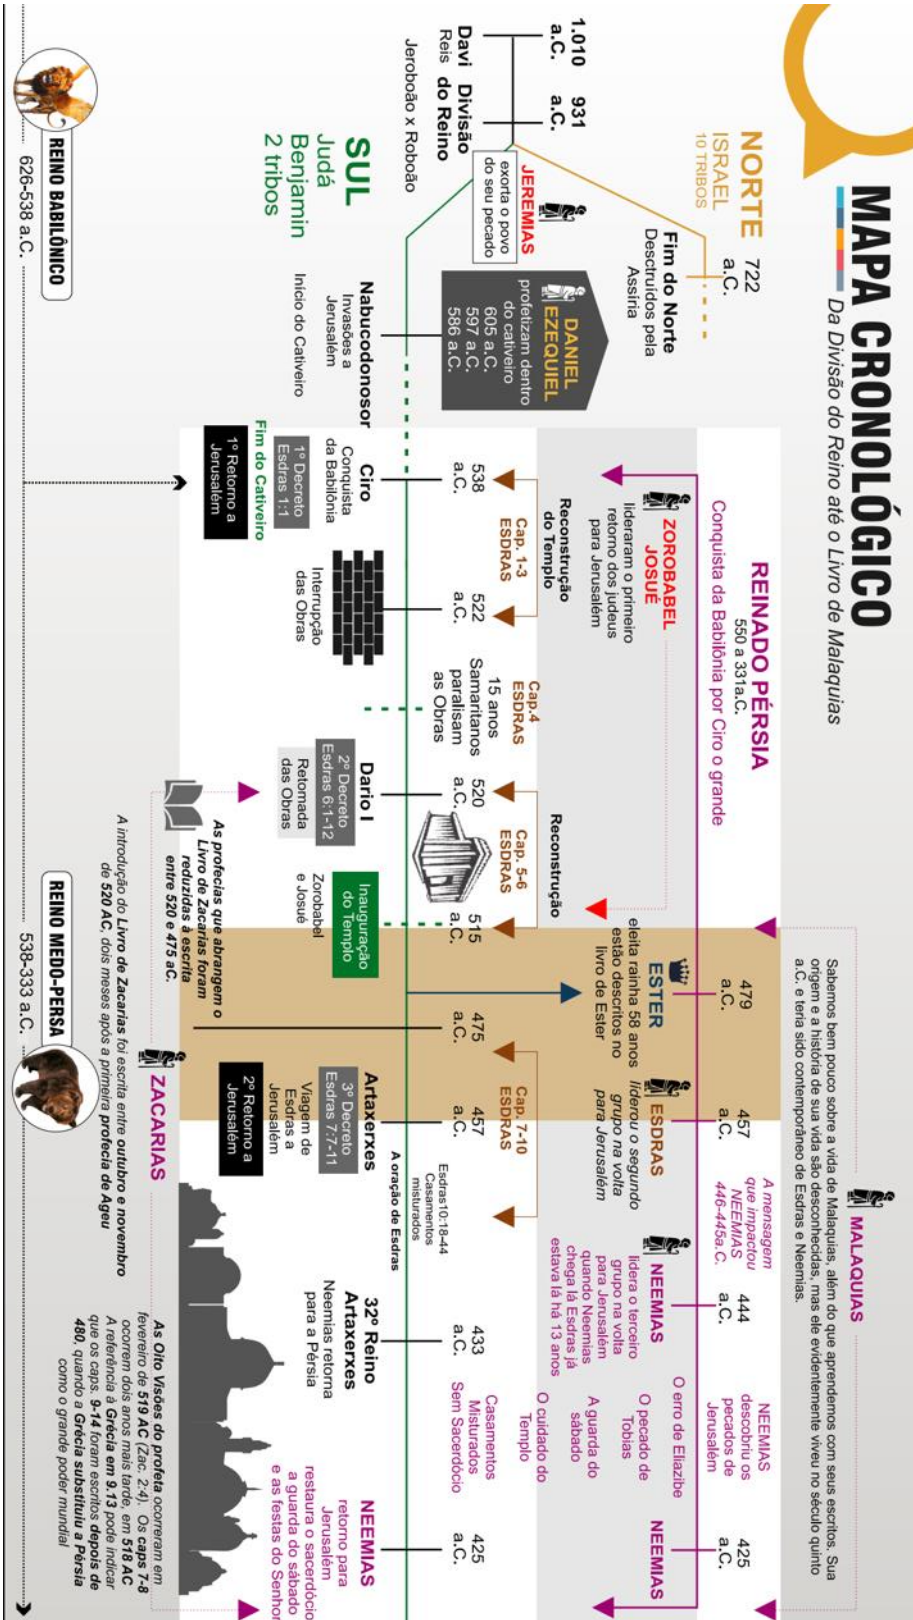 MAPA CRONOLÓGICO
Da Divisão do Reino até o Livro de Malaquias
NORTE
ISRAEL
10 TRIBOS
722
a.C.
Fim do Norte
Desctruídos pela
Assíria
1.010
a.C.
931
a.C.
Davi
Reis
Divisão
do Reino
Jeroboão x Roboão
JEREMIAS
exorta o povo
do seu pecado
SUL
Judá
Benjamin
2 tribos
DANIEL
EZEQUIEL
profetizam dentro
do cativeiro
605 a.C.
597 a.C.
586 a.C.
Nabucodonosor
Invasões a
Jerusalém
Início do Cativeiro
REINO BABILÔNICO
626-538 a.C.
REINADO PÉRSIA
550 a 331a.C.
Conquista da Babilônia por Ciro o grande
ZOROBABEL
JOSUÉ
lideraram o primeiro
retorno dos judeus
para Jerusalém
Reconstrução
do Templo
Cap. 1-3
ESDRAS
538
a.C.
522
a.C.
Ciro
Conquista
da Babilônia
1º Decreto
Esdras 1:1
Fim do Cativeiro
1º Retorno a
Jerusalém
Interrupção
das Obras
Cap.4
ESDRAS
15 anos
Samaritanos
paralisam
as Obras
Reconstrução
Cap. 5-6
ESDRAS
520
a.C.
515
a.C.
Dario I
2º Decreto
Esdras 6:1-12
Retomada
das Obras
Inauguração
do Templo
Zorobabel
e Josué
As profecias que abrangem o
Livro de Zacarias foram
reduzidas à escrita
entre 520 e 475 aC.
A introdução do Livro de Zacarias foi escrita entre outubro e novembro
de 520 AC, dois meses após a primeira profecia de Ageu
REINO MEDO-PERSA
538-333 a.C.
MALAQUIAS
Sabemos bem pouco sobre a vida de Malaquias, além do que aprendemos com seus escritos. Sua
origem e a história de sua vida são desconhecidas, mas ele evidentemente viveu no século quinto
a.C. e teria sido contemporâneo de Esdras e Neemias.
479
a.C.
ESTER
eleita rainha 58 anos
estão descritos no
livro de Ester
475
a.C.
457
a.C.
ESDRAS
liderou o segundo
grupo na volta
para Jerusalém
Cap. 7-10
ESDRAS
457
a.C.
Artaxerxes
3º Decreto
Esdras 7:7-11
Viagem de
Esdras a
Jerusalém
2º Retorno a
Jerusalém
Esdras10:18-44
Casamentos
misturados
A oração de Esdras
A mensagem
que impactou
NEEMIAS
446-445a.C.
444
a.C.
NEEMIAS
lidera o terceiro
grupo na volta
para Jerusalém
quando Neemias
chega lá Esdras já
estava lá há 13 anos
433
a.C.
32º Reino
Artaxerxes
Neemias retorna
para a Pérsia
NEEMIAS
descobriu os
pecados de
Jerusalém
O erro de Eliazibe
O pecado de
Tobias
A guarda do
sábado
O cuidado do
Templo
Casamentos
Misturados
Sem Sacerdócio
425
a.C.
NEEMIAS
425
a.C.
NEEMIAS
retorno para
Jerusalém
restaura o sacerdócio
a guarda do sábado
e as festas do Senhor
ZACARIAS
As Oito Visões do profeta ocorreram em
fevereiro de 519 AC (Zac. 2:4). Os caps 7-8
ocorrem dois anos mais tarde, em 518 AC
A referência à Grécia em 9.13 pode indicar
que os caps. 9-14 foram escritos depois de
480, quando a Grécia substituiu a Pérsia
como o grande poder mundial